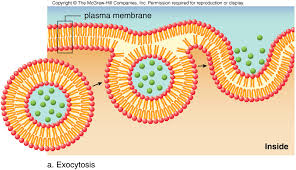 Copyright © The McGraw-Hill Companies, Inc. Permission required for reproduction or display.
plasma membrane
Inside
a. Exocytosis